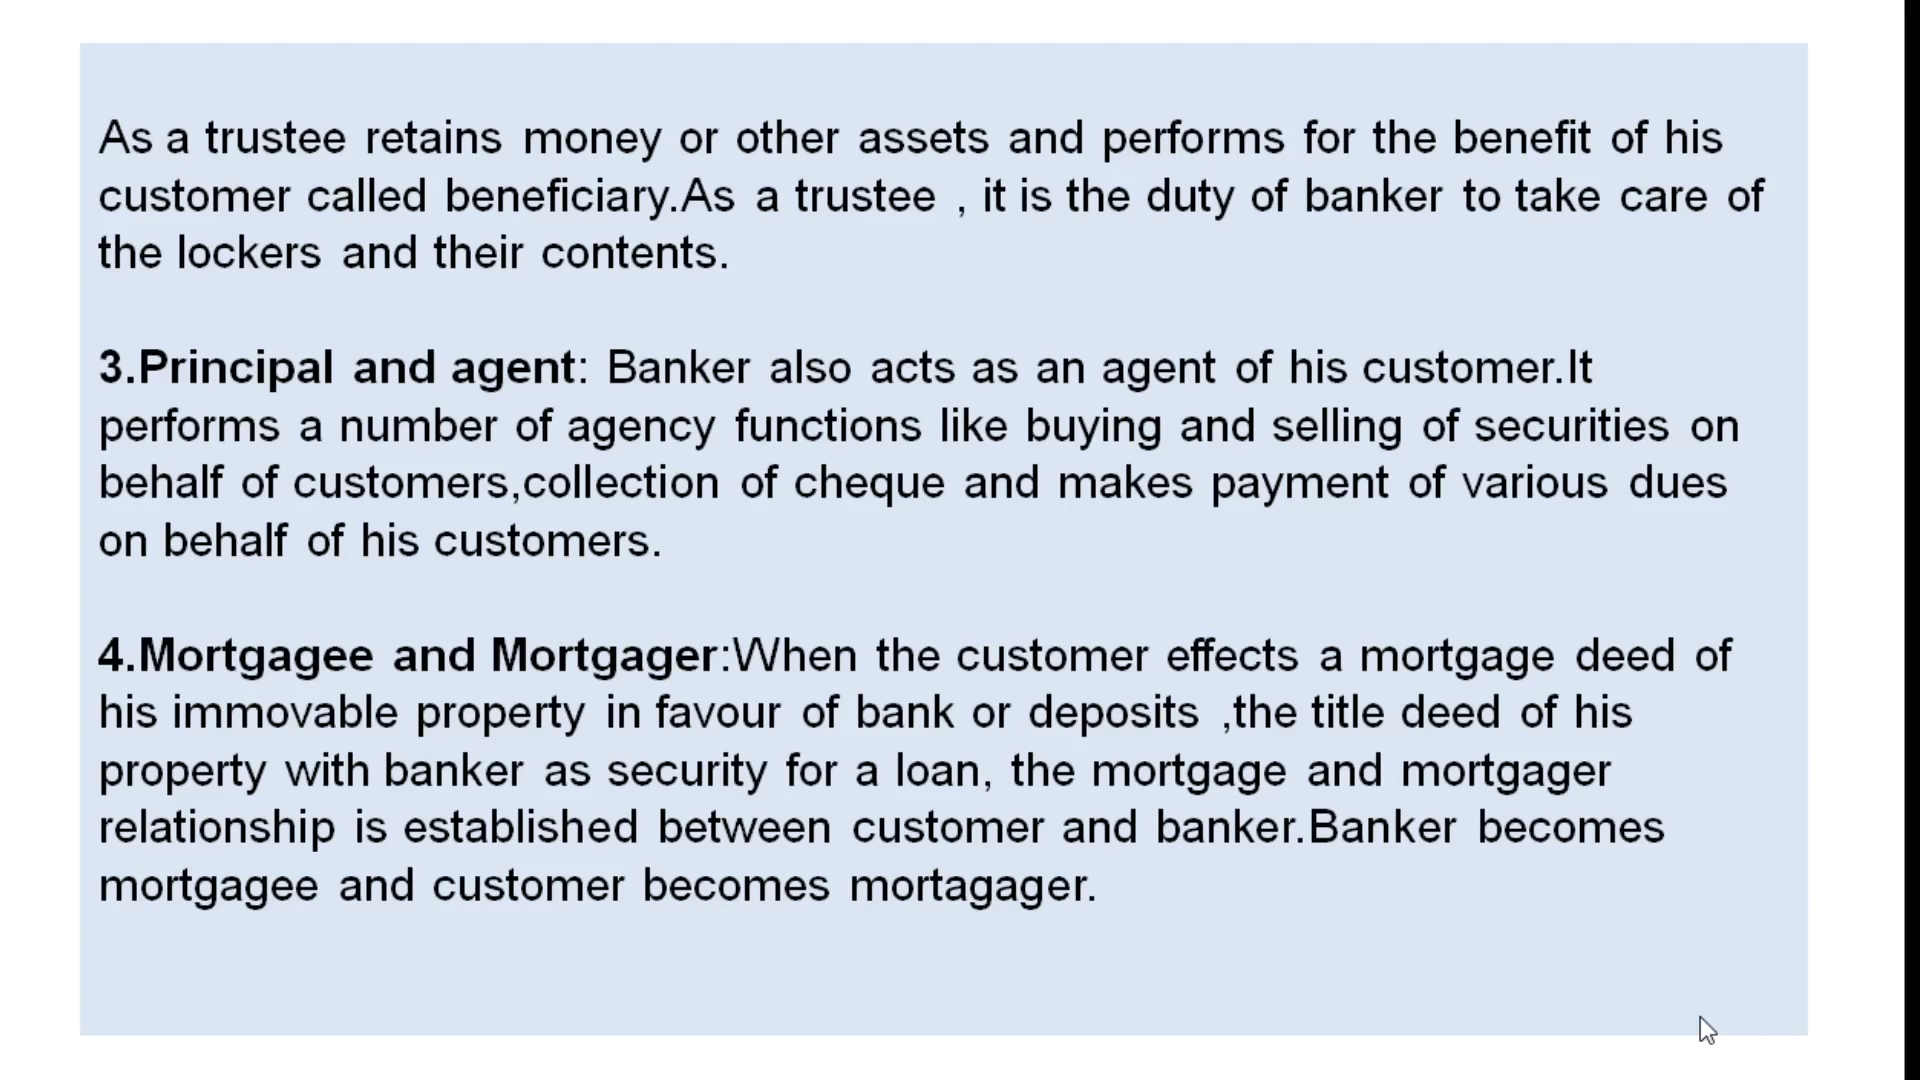 As a trustee retains money or other assets and performs for the benefit of his
customer called beneficiary.As a trustee , it is the duty of banker to take care of
the lockers and their contents.
3.Principal and agent: Banker also acts as an agent of his customer.It
performs a number of agency functions like buying and selling of securities on
behalf of customers,collection of cheque and makes payment of various dues
on behalf of his customers.
4.Mortgagee and Mortgager:When the customer effects a mortgage deed of
his immovable property in favour of bank or deposits ,the title deed of his
property with banker as security for a loan, the mortgage and mortgager
relationship is established between customer and banker.Banker becomes
mortgagee and customer becomes mortagager.